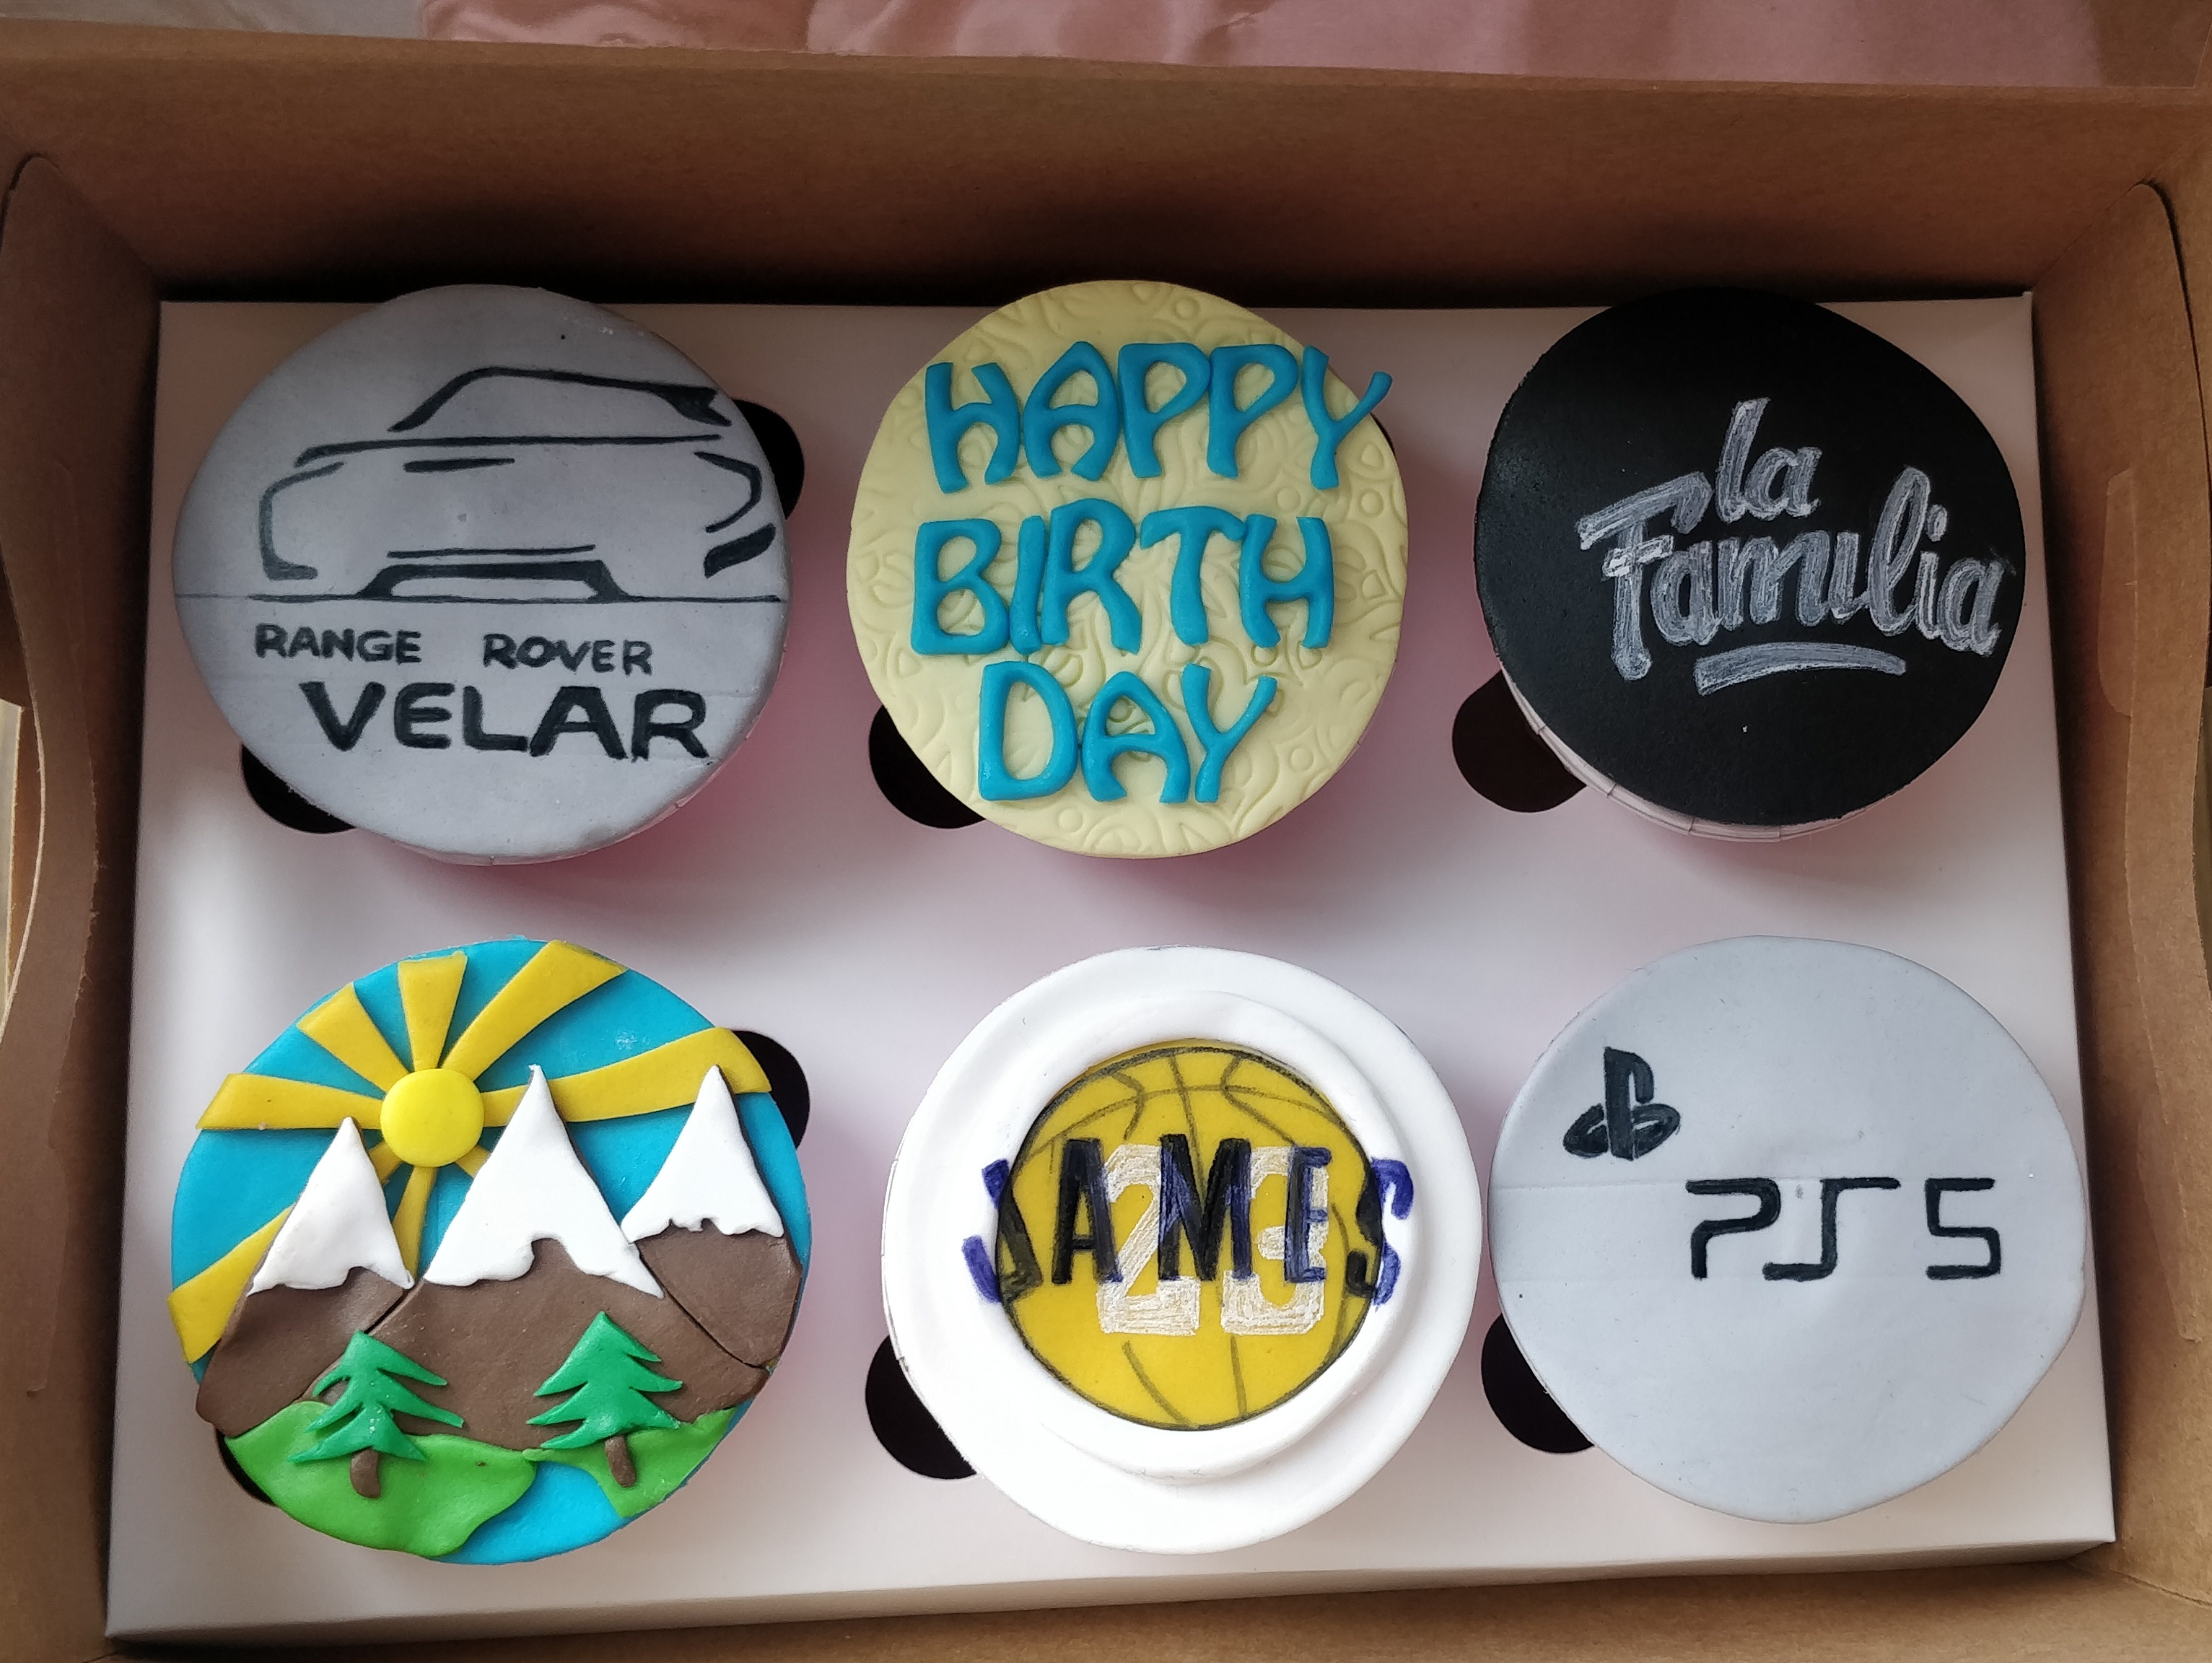 RANGE ROVER
VELAR
HAPPY
BIRTH
DAY
la
Familia
JAMES
23
PS5